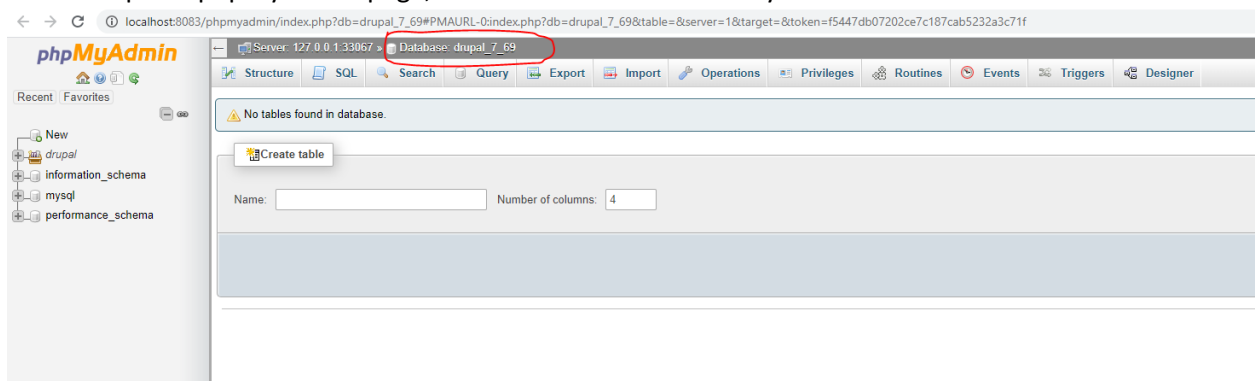 localhost:8083/phpmyadmin/index.php?db=drupal_7_69#PMAURL-0:index.php?db=drupal_7_69&table=&server=1&target=&token=f5447db07202ce7c187cab5232a3c71f
phpMyAdmin
Server: 127.0.0.1:33067 » Database: drupal_7_69
Structure SQL Search Query Export Import Operations Privileges Routines Events Triggers Designer
Recent Favorites
No tables found in database.
New
drupal
information_schema
mysql
performance_schema
Create table
Name: Number of columns: 4